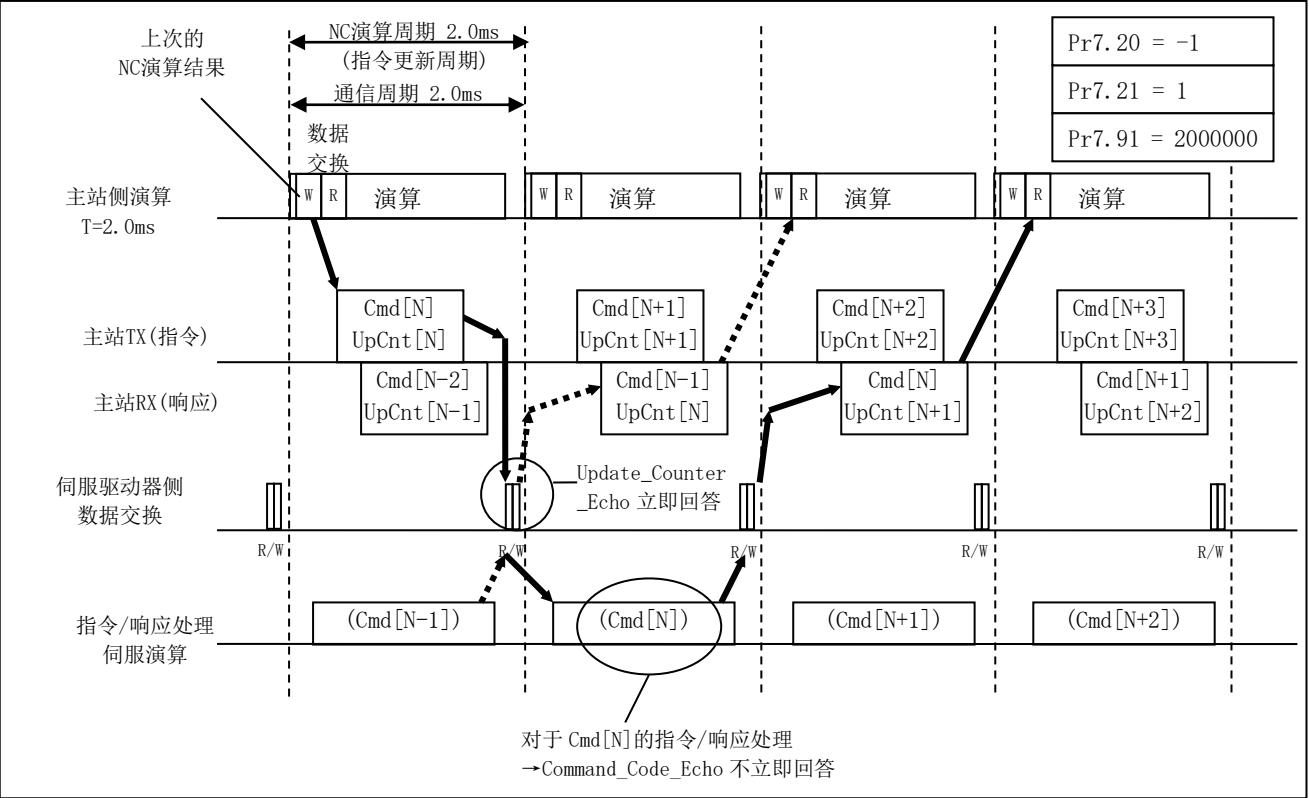 上次的
NC演算结果
NC演算周期 2.0ms
(指令更新周期)
通信周期 2.0ms
数据
交换
Pr7.20 = -1
Pr7.21 = 1
Pr7.91 = 2000000
主站侧演算
T=2.0ms
W R 演算 W R 演算 W R 演算 W R 演算
主站TX(指令)
Cmd[N] Cmd[N+1] Cmd[N+2] Cmd[N+3]
UpCnt[N] UpCnt[N+1] UpCnt[N+2] UpCnt[N+3]
主站RX(响应)
Cmd[N-2] Cmd[N-1] Cmd[N] Cmd[N+1]
UpCnt[N-1] UpCnt[N] UpCnt[N+1] UpCnt[N+2]
伺服驱动器侧
数据交换
Update_Counter
_Echo 立即回答
R/W R/W R/W R/W R/W
指令/响应处理
伺服演算
(Cmd[N-1]) (Cmd[N]) (Cmd[N+1]) (Cmd[N+2])
对于 Cmd[N]的指令/响应处理
→Command_Code_Echo 不立即回答